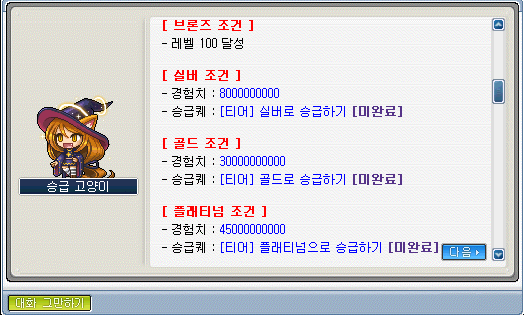 [ 브론즈 조건 ]
- 레벨 100 달성
[ 실버 조건 ]
- 경험치 : 8000000000
- 승급퀘 : [티어] 실버로 승급하기 [미완료]
[ 골드 조건 ]
- 경험치 : 30000000000
- 승급퀘 : [티어] 골드로 승급하기 [미완료]
[ 플래티넘 조건 ]
- 경험치 : 45000000000
- 승급퀘 : [티어] 플래티넘으로 승급하기 [미완료]
승급 고양이
다음
대화 그만하기